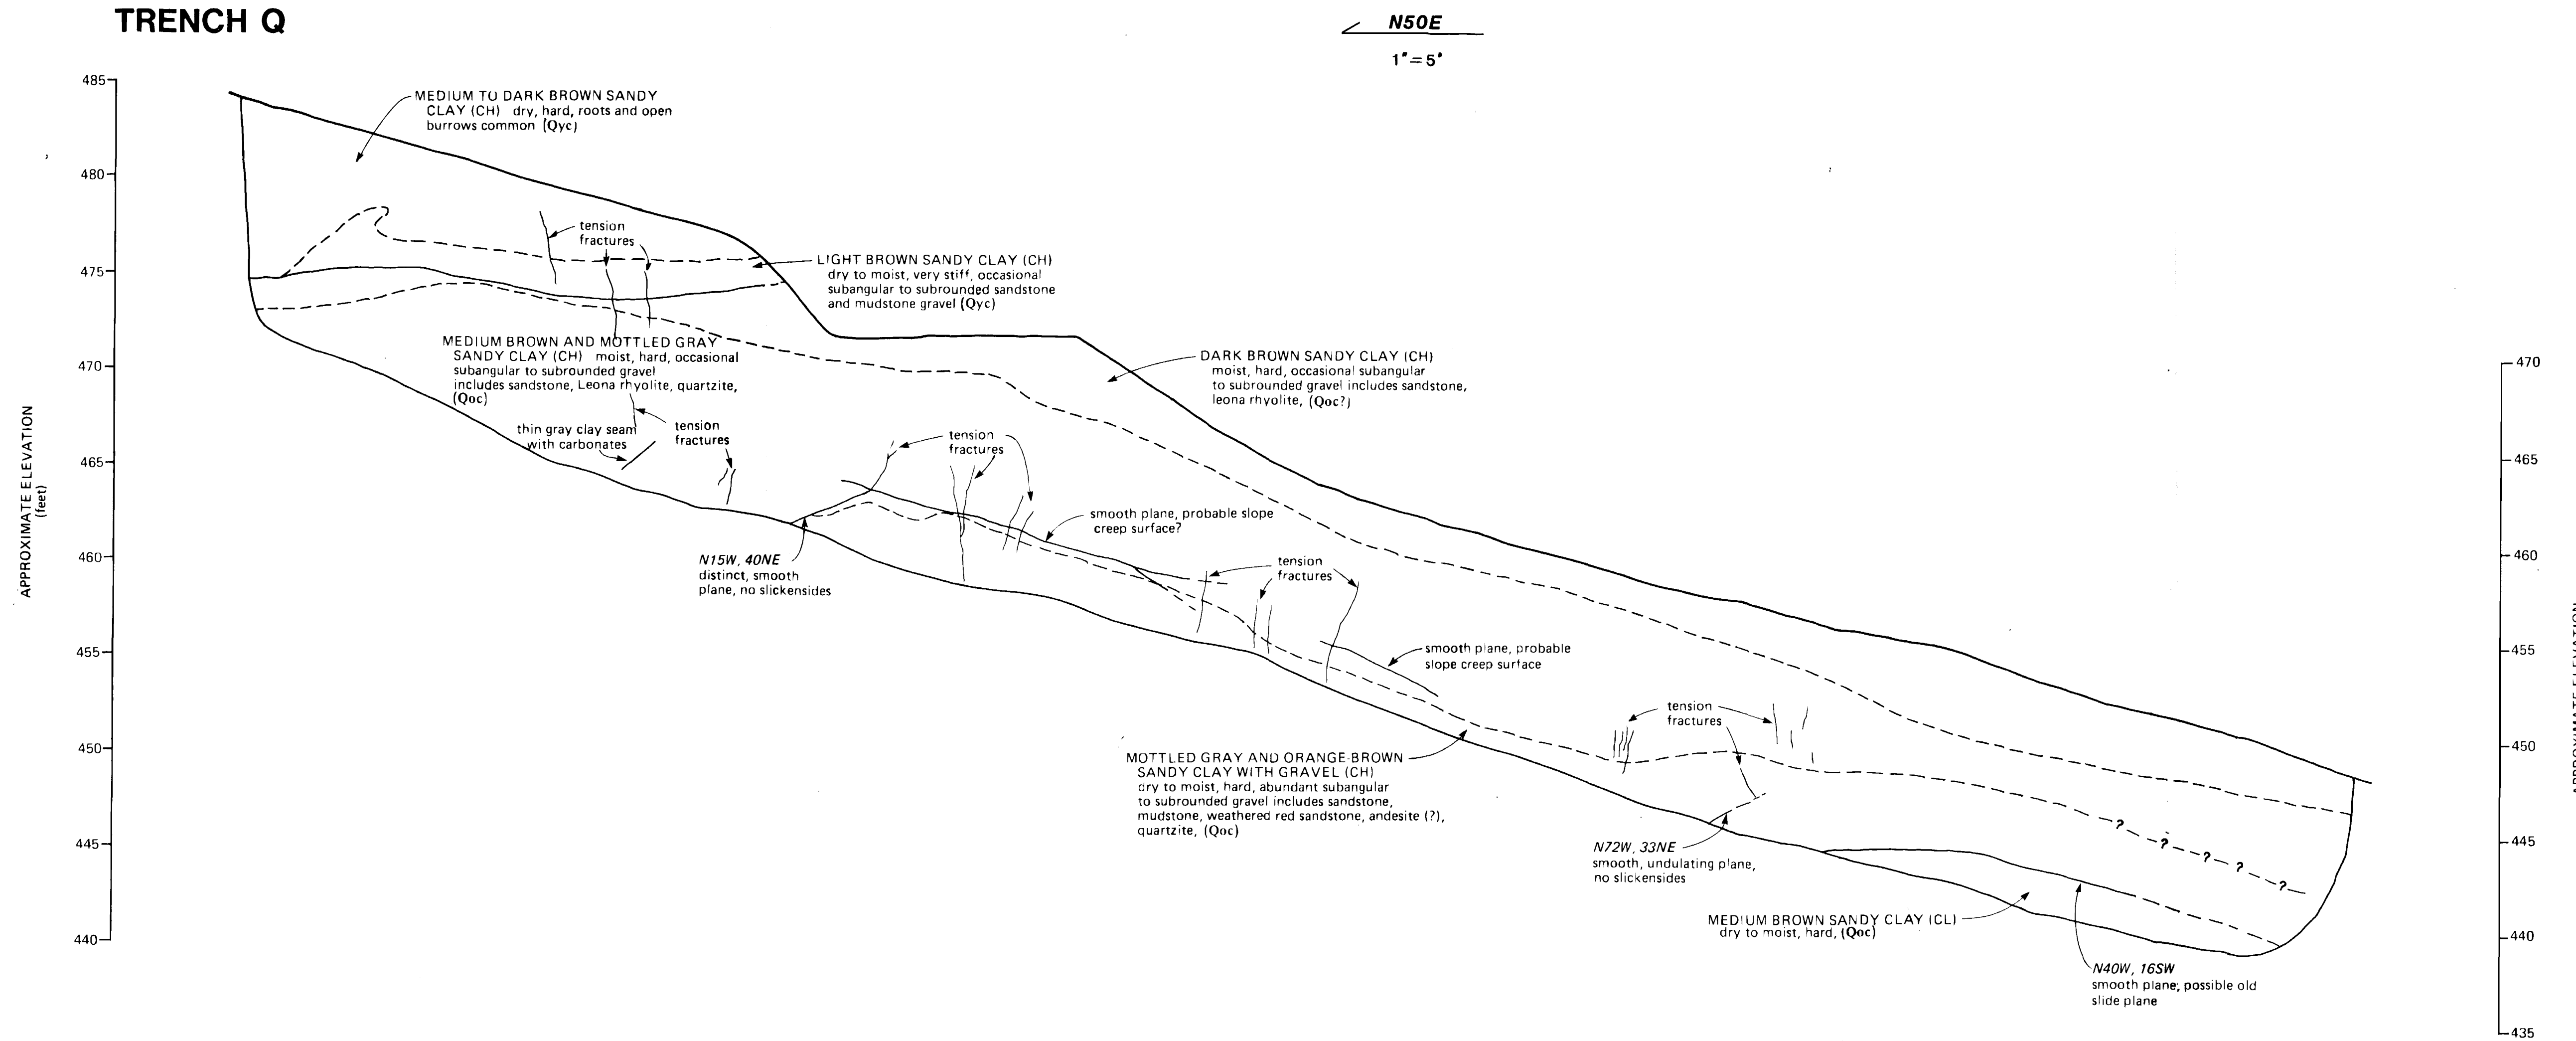 TRENCH Q
N50E
1"=5'
485
480
475
470
465
460
455
450
445
440
APPROXIMATE ELEVATION
(feet)
MEDIUM TO DARK BROWN SANDY
CLAY (CH) dry, hard, roots and open
burrows common (Qyc)
tension
fractures
LIGHT BROWN SANDY CLAY (CH)
dry to moist, very stiff, occasional
subangular to subrounded sandstone
and mudstone gravel (Qyc)
MEDIUM BROWN AND MOTTLED GRAY
SANDY CLAY (CH) moist, hard, occasional
subangular to subrounded gravel
includes sandstone, Leona rhyolite, quartzite,
(Qoc)
DARK BROWN SANDY CLAY (CH)
moist, hard, occasional subangular
to subrounded gravel includes sandstone,
leona rhyolite, (Qoc?)
thin gray clay seam
with carbonates
tension
fractures
tension
fractures
smooth plane, probable slope
creep surface?
N15W, 40NE
distinct, smooth
plane, no slickensides
tension
fractures
smooth plane, probable
slope creep surface
tension
fractures
MOTTLED GRAY AND ORANGE-BROWN
SANDY CLAY WITH GRAVEL (CH)
dry to moist, hard, abundant subangular
to subrounded gravel includes sandstone,
mudstone, weathered red sandstone, andesite (?),
quartzite, (Qoc)
N72W, 33NE
smooth, undulating plane,
no slickensides
? ? ? ? ?
MEDIUM BROWN SANDY CLAY (CL)
dry to moist, hard, (Qoc)
N40W, 16SW
smooth plane, possible old
slide plane
470
465
460
455
450
445
440
435